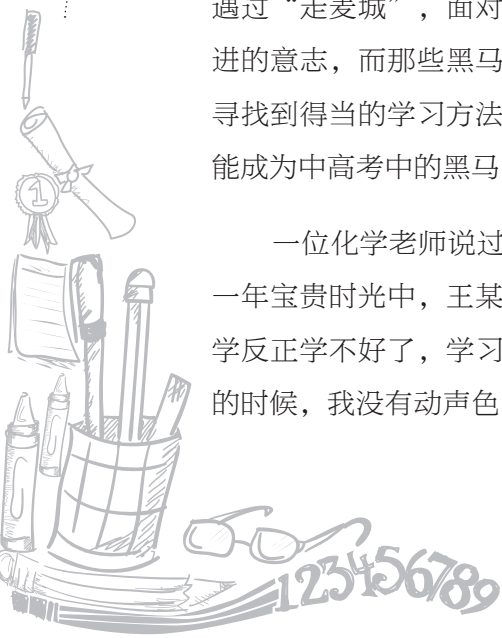 遇过“走麦城”，面对
进的意志，而那些黑马
寻找到得当的学习方法
能成为中高考中的黑马
一位化学老师说过
一年宝贵时光中，王某
学反正学不好了，学习
的时候，我没有动声色
1
123456789